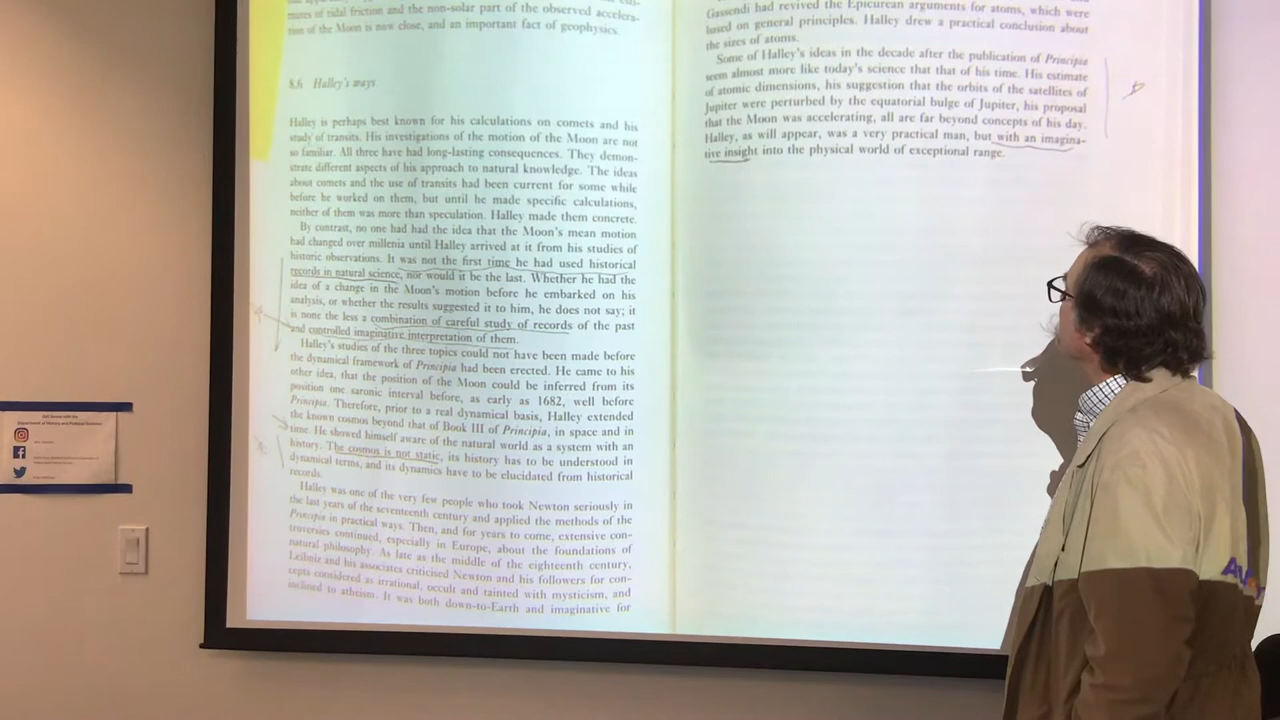 mates of tidal friction and the non-solar part of the observed accelera-
tion of the Moon is now close, and an important fact of geophysics.
8.6 Halley's ways
Halley is perhaps best known for his calculations on comets and his
study of transits. His investigations of the motion of the Moon are not
so familiar. All three have had long-lasting consequences. They demon-
strate different aspects of his approach to natural knowledge. The ideas
about comets and the use of transits had been current for some while
before he worked on them, but until he made specific calculations,
neither of them was more than speculation. Halley made them concrete.
By contrast, no one had had the idea that the Moon's mean motion
had changed over millenia until Halley arrived at it from his studies of
historic observations. It was not the first time he had used historical
records in natural science, nor would it be the last. Whether he had the
idea of a change in the Moon's motion before he embarked on his
analysis, or whether the results suggested it to him, he does not say; it
is none the less a combination of careful study of records of the past
and controlled imaginative interpretation of them.
Halley's studies of the three topics could not have been made before
the dynamical framework of Principia had been erected. He came to his
other idea, that the position of the Moon could be inferred from its
position one saronic interval before, as early as 1682, well before
Principia. Therefore, prior to a real dynamical basis, Halley extended
the known cosmos beyond that of Book III of Principia, in space and in
time. He showed himself aware of the natural world as a system with an
history. The cosmos is not static, its history has to be understood in
dynamical terms, and its dynamics have to be elucidated from historical
records.
Halley was one of the very few people who took Newton seriously in
the last years of the seventeenth century and applied the methods of the
Principia in practical ways. Then, and for years to come, extensive con-
troversies continued, especially in Europe, about the foundations of
natural philosophy. As late as the middle of the eighteenth century,
Leibniz and his associates criticised Newton and his followers for con-
cepts considered as irrational, occult and tainted with mysticism, and
inclined to atheism. It was both down-to-Earth and imaginative for
Gassendi had revived the Epicurean arguments for atoms, which were
based on general principles. Halley drew a practical conclusion about
the sizes of atoms.
Some of Halley's ideas in the decade after the publication of Principia
seem almost more like today's science that that of his time. His estimate
of atomic dimensions, his suggestion that the orbits of the satellites of
Jupiter were perturbed by the equatorial bulge of Jupiter, his proposal
that the Moon was accelerating, all are far beyond concepts of his day.
Halley, as will appear, was a very practical man, but with an imagina-
tive insight into the physical world of exceptional range.
Department of History and Political Science